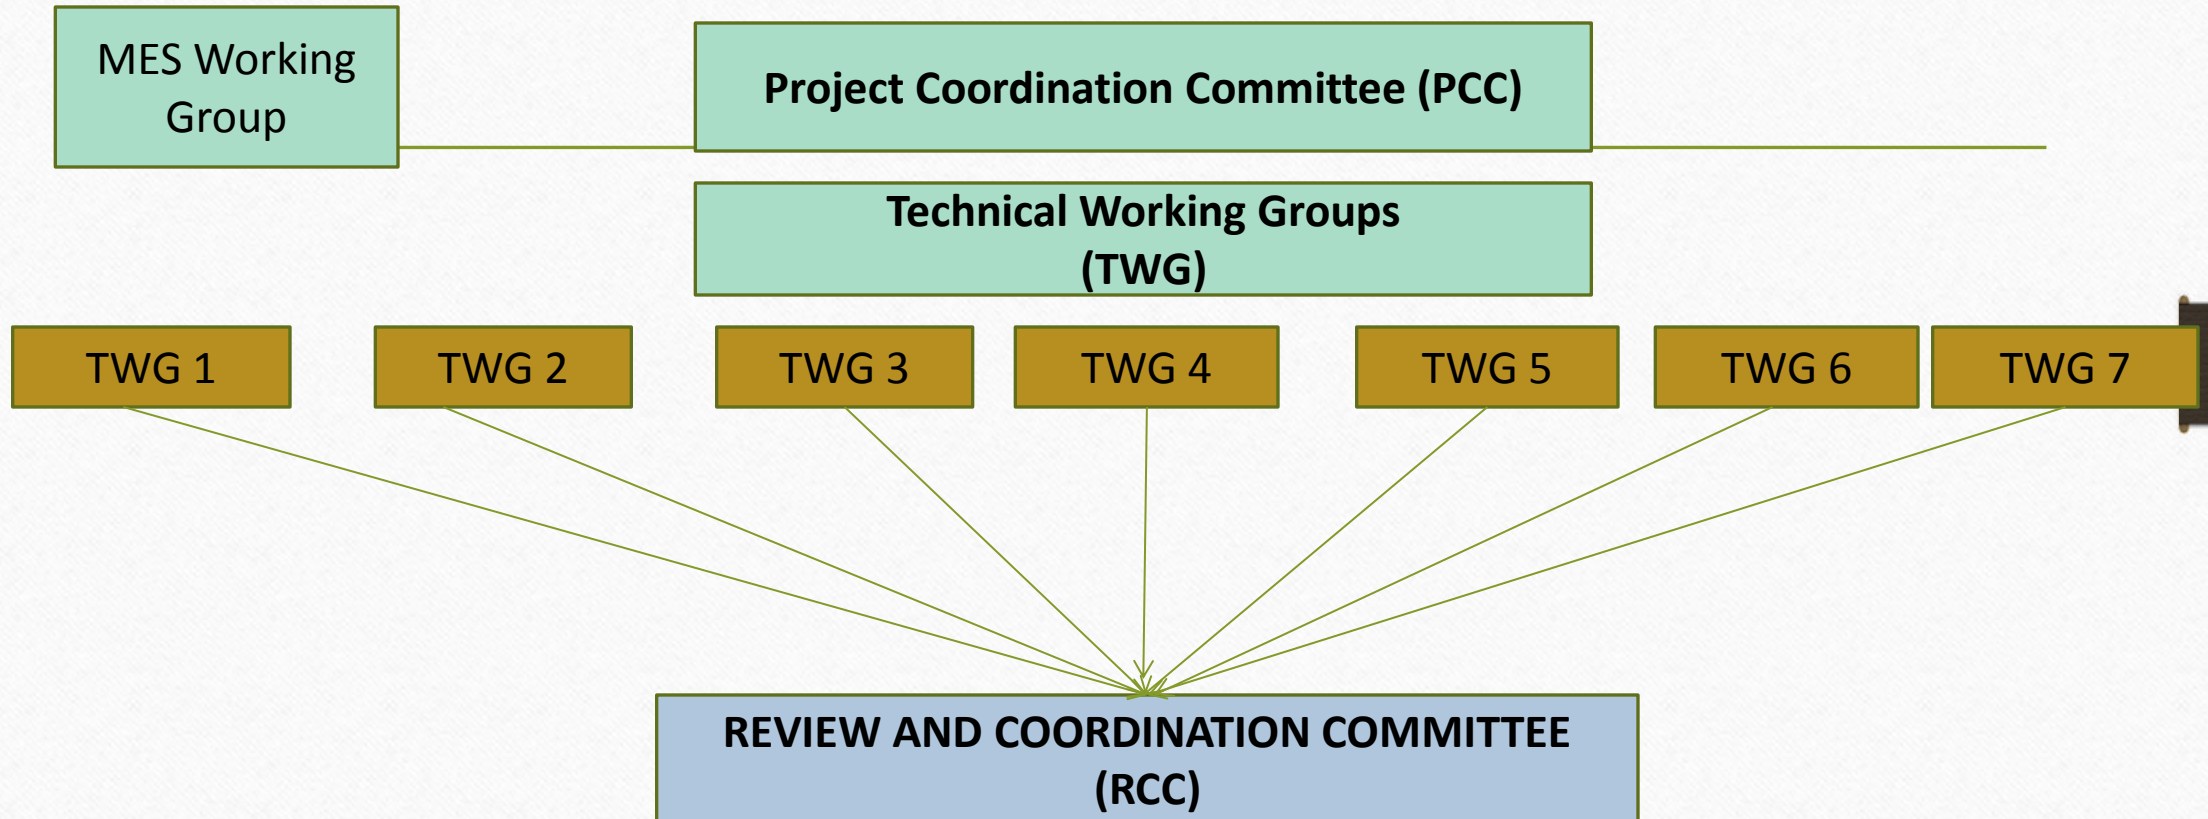 MES Working
Group
Project Coordination Committee (PCC)
Technical Working Groups
(TWG)
TWG 1
TWG 2
TWG 3
TWG 4
TWG 5
TWG 6
TWG 7
REVIEW AND COORDINATION COMMITTEE
(RCC)